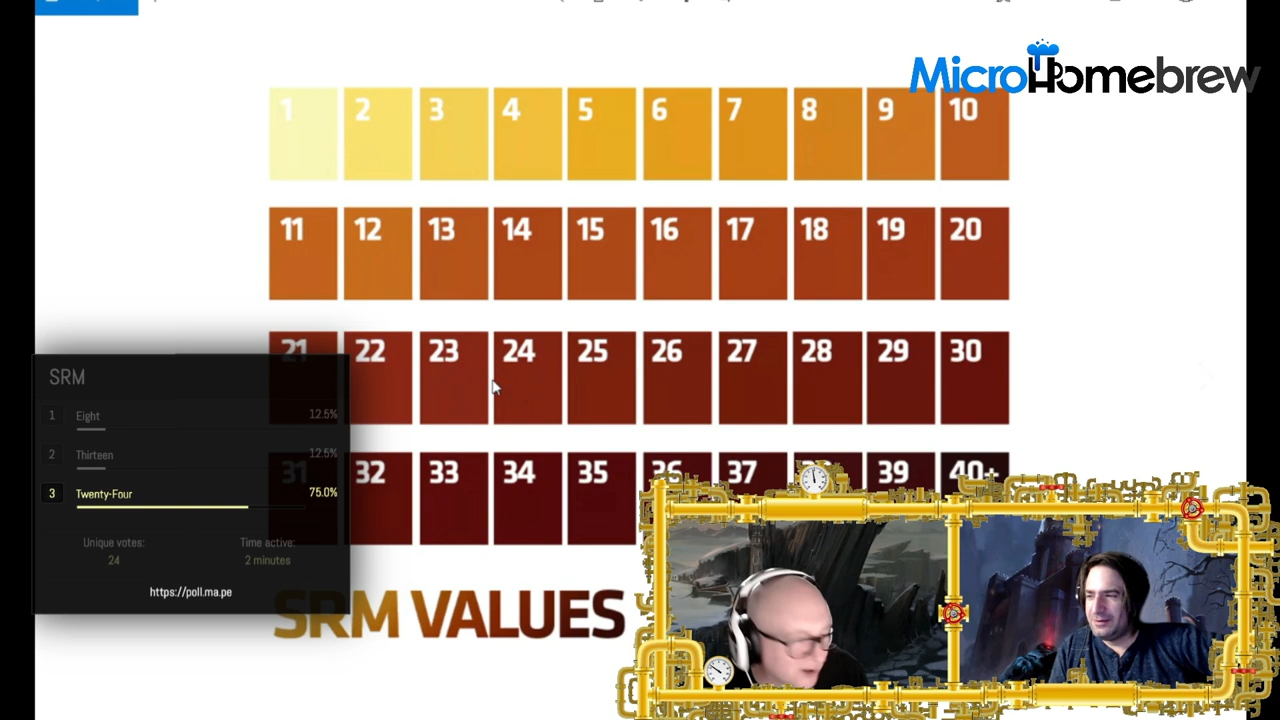 MicroHomebrew
1 2 3 4 5 6 7 8 9 10
11 12 13 14 15 16 17 18 19 20
21 22 23 24 25 26 27 28 29 30
31 32 33 34 35 36 37 38 39 40+
SRM VALUES
SRM
1 Eight 12.5%
2 Thirteen 12.5%
3 Twenty-Four 75.0%
Unique votes: Time active:
24 2 minutes
https://poll.ma.pe